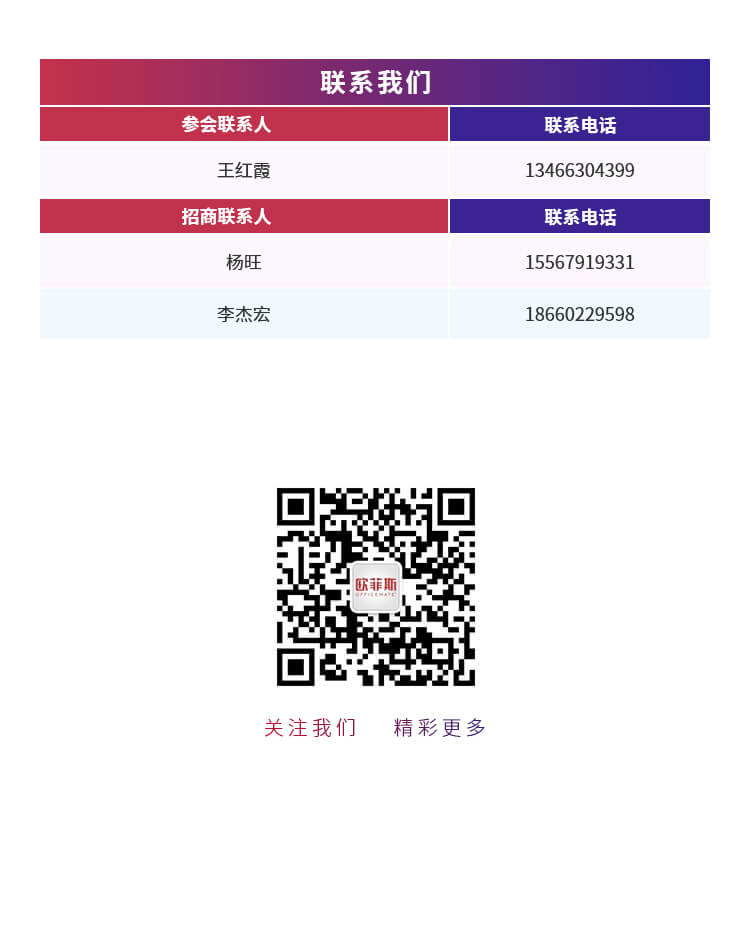 联系我们
参会联系人 联系电话
王红霞 13466304399
招商联系人 联系电话
杨旺 15567919331
李杰宏 18660229598
欧菲斯
OFFICEMATE
关注我们 精彩更多